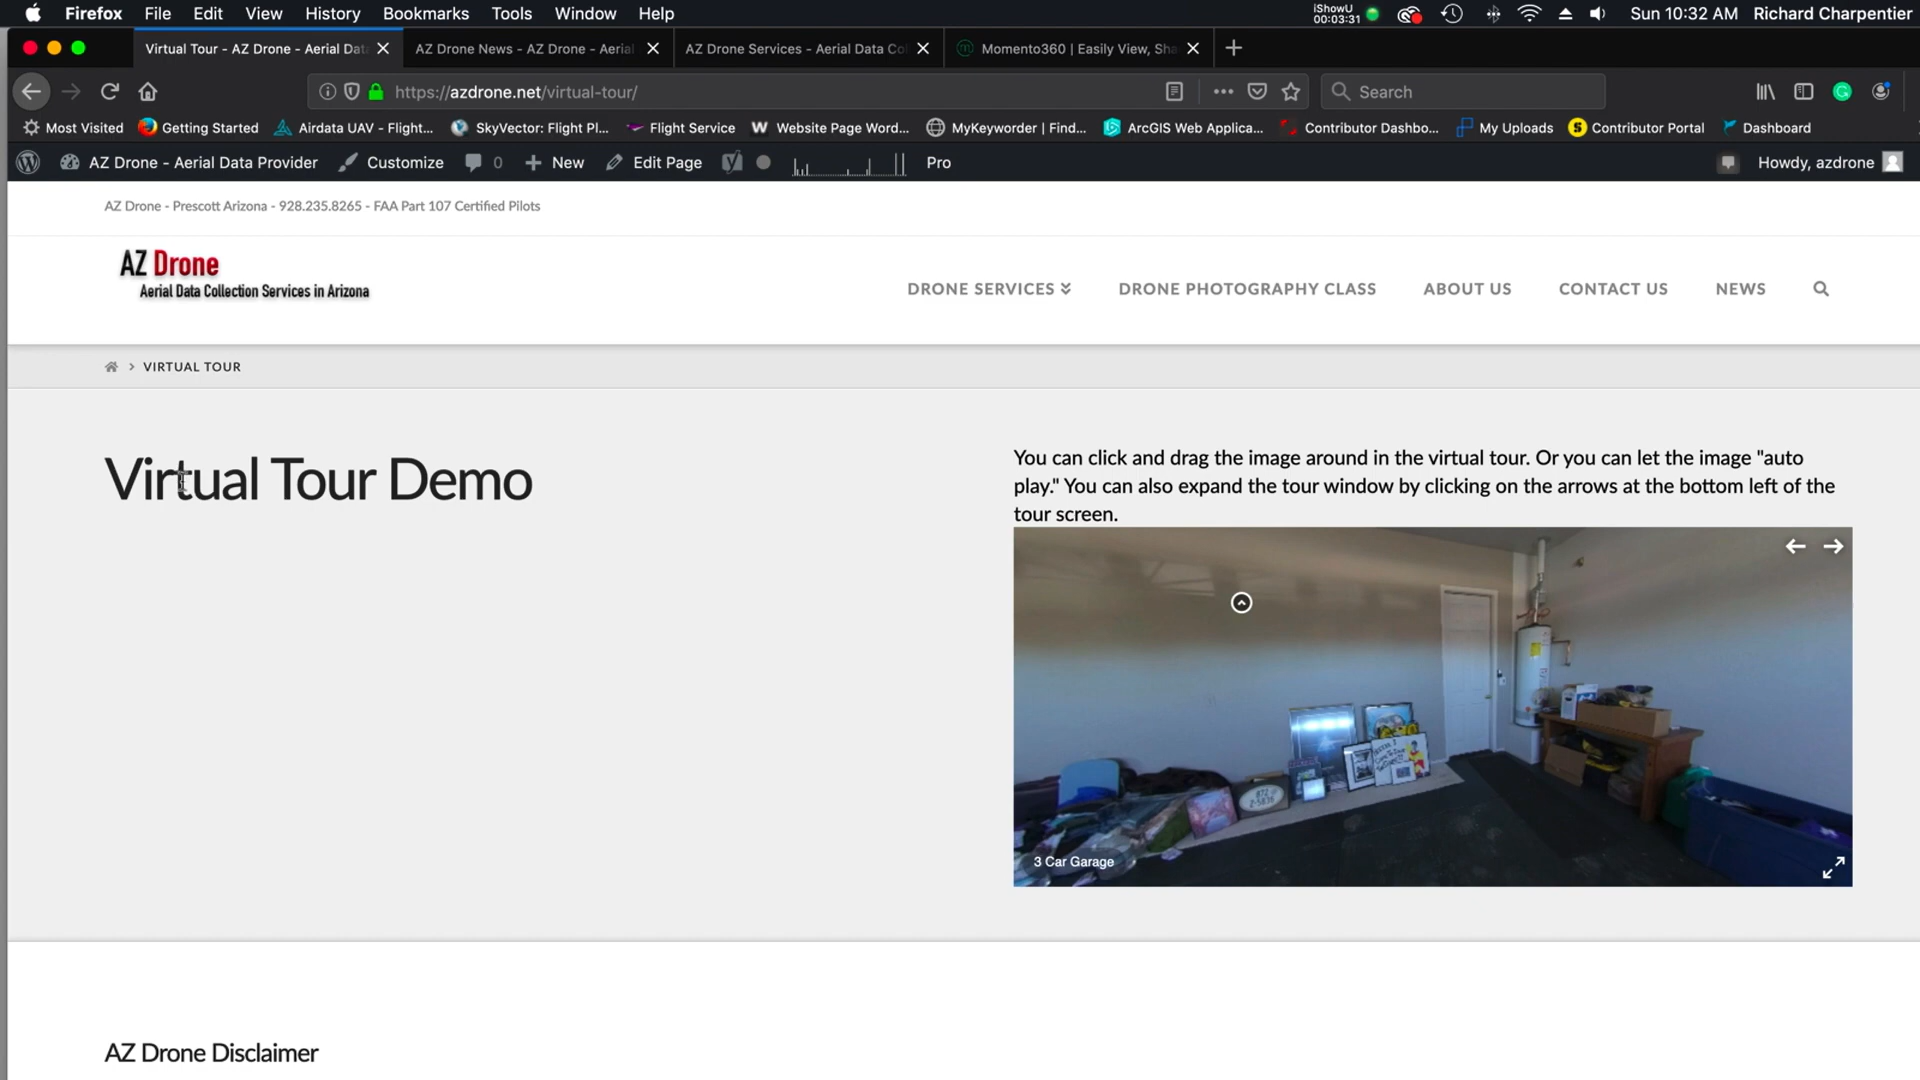 Firefox File Edit View History Bookmarks Tools Window Help iShowU 00:03:31 Sun 10:32 AM Richard Charpentier
Virtual Tour - AZ Drone - Aerial Dat AZ Drone News - AZ Drone - Aerial AZ Drone Services - Aerial Data Co Momento360 | Easily View, Sha
https://azdrone.net/virtual-tour/ Search
Most Visited Getting Started Airdata UAV - Flight... SkyVector: Flight Pl... Flight Service Website Page Word... MyKeyworder | Find... ArcGIS Web Applica... Contributor Dashbo... My Uploads Contributor Portal Dashboard
AZ Drone - Aerial Data Provider Customize 0 New Edit Page Pro Howdy, azdrone
AZ Drone - Prescott Arizona - 928.235.8265 - FAA Part 107 Certified Pilots
AZ Drone
Aerial Data Collection Services in Arizona
DRONE SERVICES DRONE PHOTOGRAPHY CLASS ABOUT US CONTACT US NEWS
VIRTUAL TOUR
Virtual Tour Demo
You can click and drag the image around in the virtual tour. Or you can let the image "auto
play." You can also expand the tour window by clicking on the arrows at the bottom left of the
tour screen.
3 Car Garage
AZ Drone Disclaimer